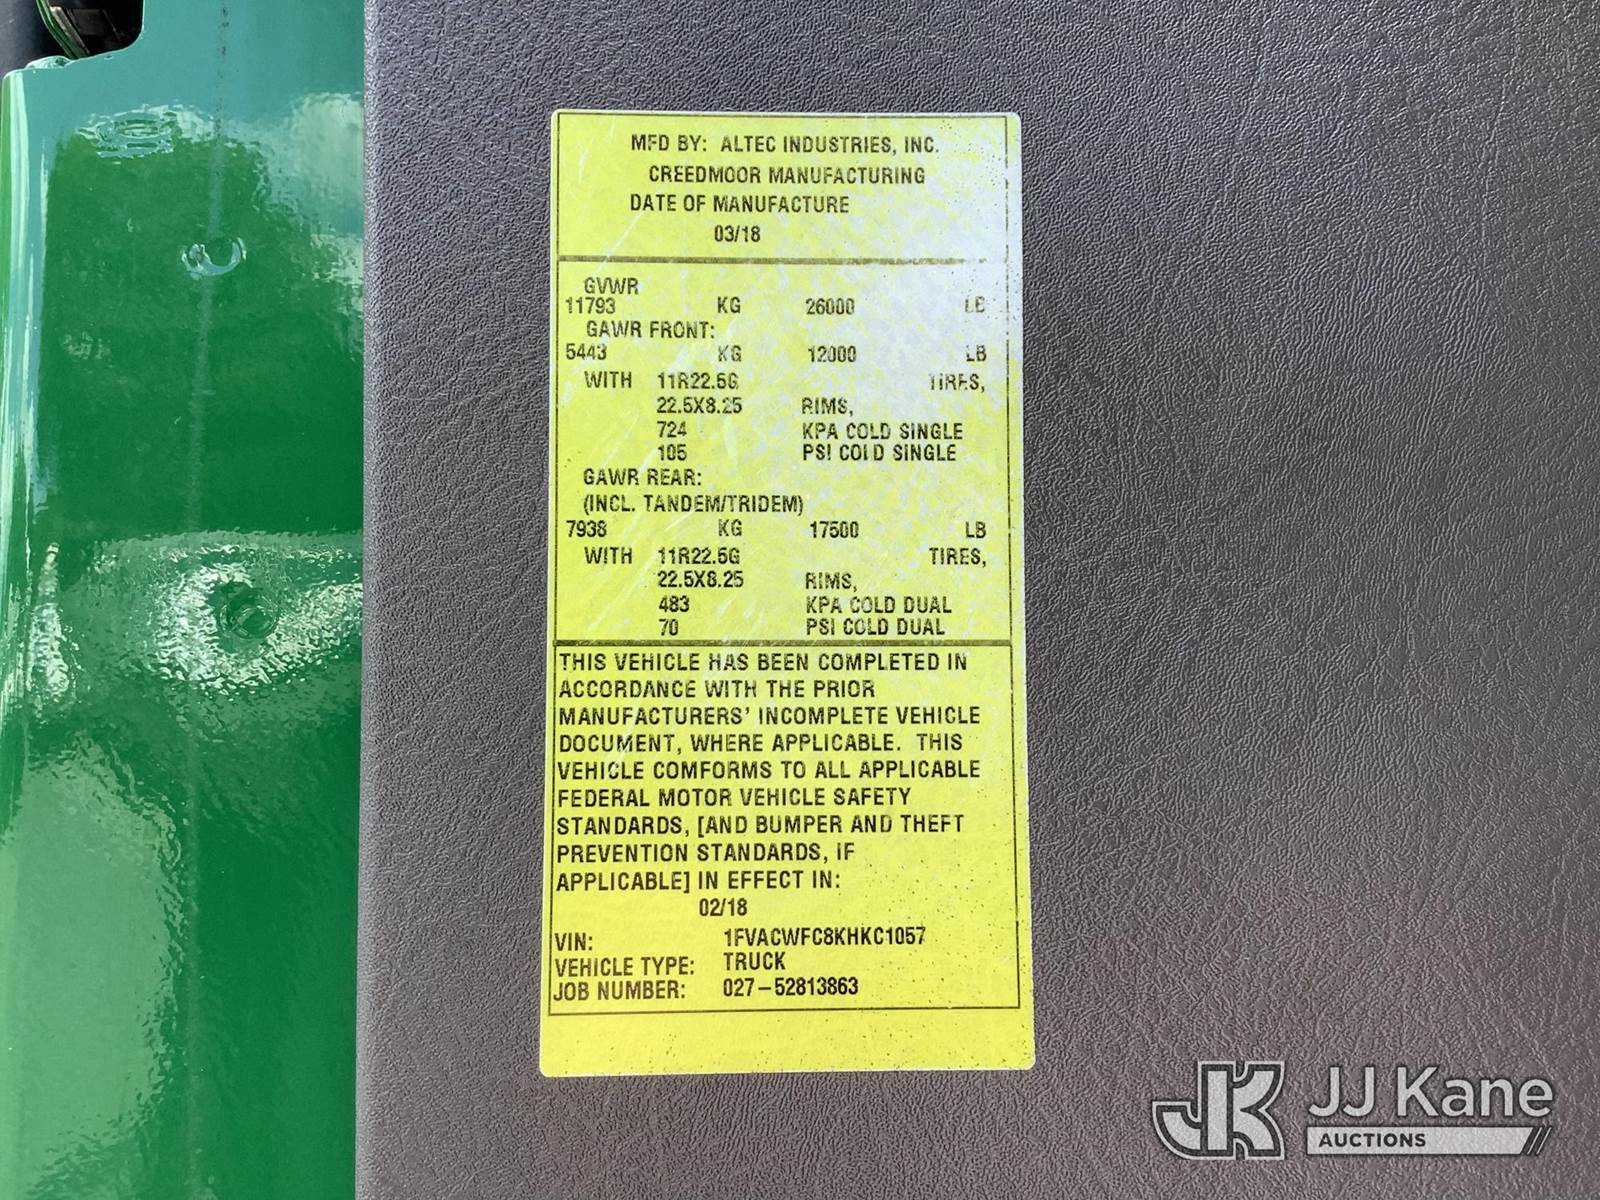 MFD BY: ALTEC INDUSTRIES, INC.
CREEDMOOR MANUFACTURING
DATE OF MANUFACTURE
03/18
GVWR
11793 KG 26000 LB
GAWR FRONT:
5443 KG 12000 LB
WITH 11R22.5G TIRES,
22.5X8.25 RIMS,
724 KPA COLD SINGLE
105 PSI COLD SINGLE
GAWR REAR:
(INCL. TANDEM/TRIDEM)
7938 KG 17500 LB
WITH 11R22.5G TIRES,
22.5X8.25 RIMS,
483 KPA COLD DUAL
70 PSI COLD DUAL
THIS VEHICLE HAS BEEN COMPLETED IN
ACCORDANCE WITH THE PRIOR
MANUFACTURERS' INCOMPLETE VEHICLE
DOCUMENT, WHERE APPLICABLE. THIS
VEHICLE COMFORMS TO ALL APPLICABLE
FEDERAL MOTOR VEHICLE SAFETY
STANDARDS, [AND BUMPER AND THEFT
PREVENTION STANDARDS, IF
APPLICABLE] IN EFFECT IN:
02/18
VIN: 1FVACWFC8KHKC1057
VEHICLE TYPE: TRUCK
JOB NUMBER: 027-52813863
JK JJ Kane
AUCTIONS